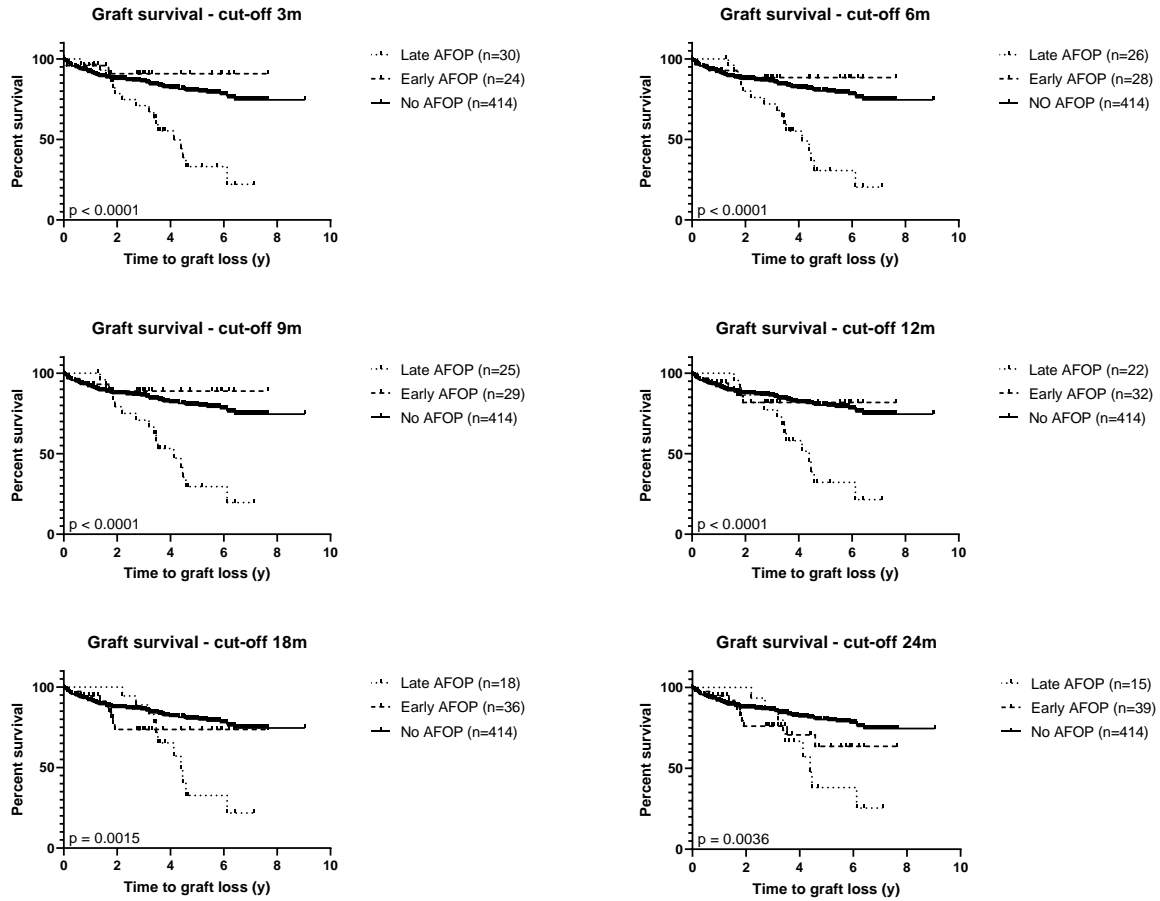 Graft survival - cut-off 3m
100
50
0
Percent survival
p < 0.0001
0 2 4 6 8 10
Time to graft loss (y)
Late AFOP (n=30)
Early AFOP (n=24)
No AFOP (n=414)
Graft survival - cut-off 6m
100
50
0
Percent survival
p < 0.0001
0 2 4 6 8 10
Time to graft loss (y)
Late AFOP (n=26)
Early AFOP (n=28)
NO AFOP (n=414)
Graft survival - cut-off 9m
100
50
0
Percent survival
p < 0.0001
0 2 4 6 8 10
Time to graft loss (y)
Late AFOP (n=25)
Early AFOP (n=29)
No AFOP (n=414)
Graft survival - cut-off 12m
100
50
0
Percent survival
p < 0.0001
0 2 4 6 8 10
Time to graft loss (y)
Late AFOP (n=22)
Early AFOP (n=32)
No AFOP (n=414)
Graft survival - cut-off 18m
100
50
0
Percent survival
p = 0.0015
0 2 4 6 8 10
Time to graft loss (y)
Late AFOP (n=18)
Early AFOP (n=36)
No AFOP (n=414)
Graft survival - cut-off 24m
100
50
0
Percent survival
p = 0.0036
0 2 4 6 8 10
Time to graft loss (y)
Late AFOP (n=15)
Early AFOP (n=39)
No AFOP (n=414)